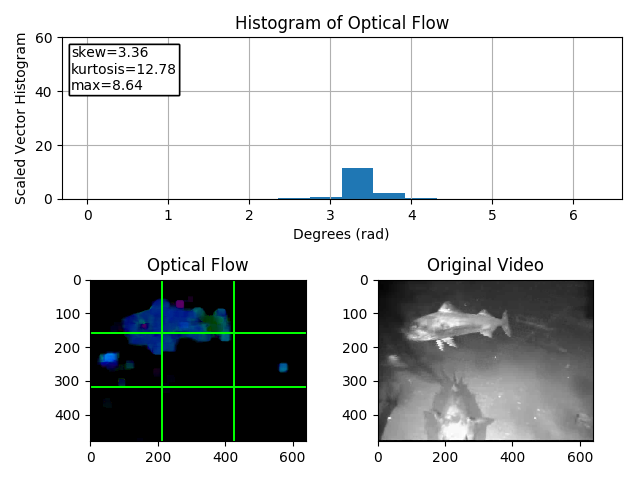 Histogram of Optical Flow
Scaled Vector Histogram
60
40
20
0
skew=3.36
kurtosis=12.78
max=8.64
0 1 2 3 4 5 6
Degrees (rad)
Optical Flow
0
100
200
300
400
0 200 400 600
Original Video
0
100
200
300
400
0 200 400 600